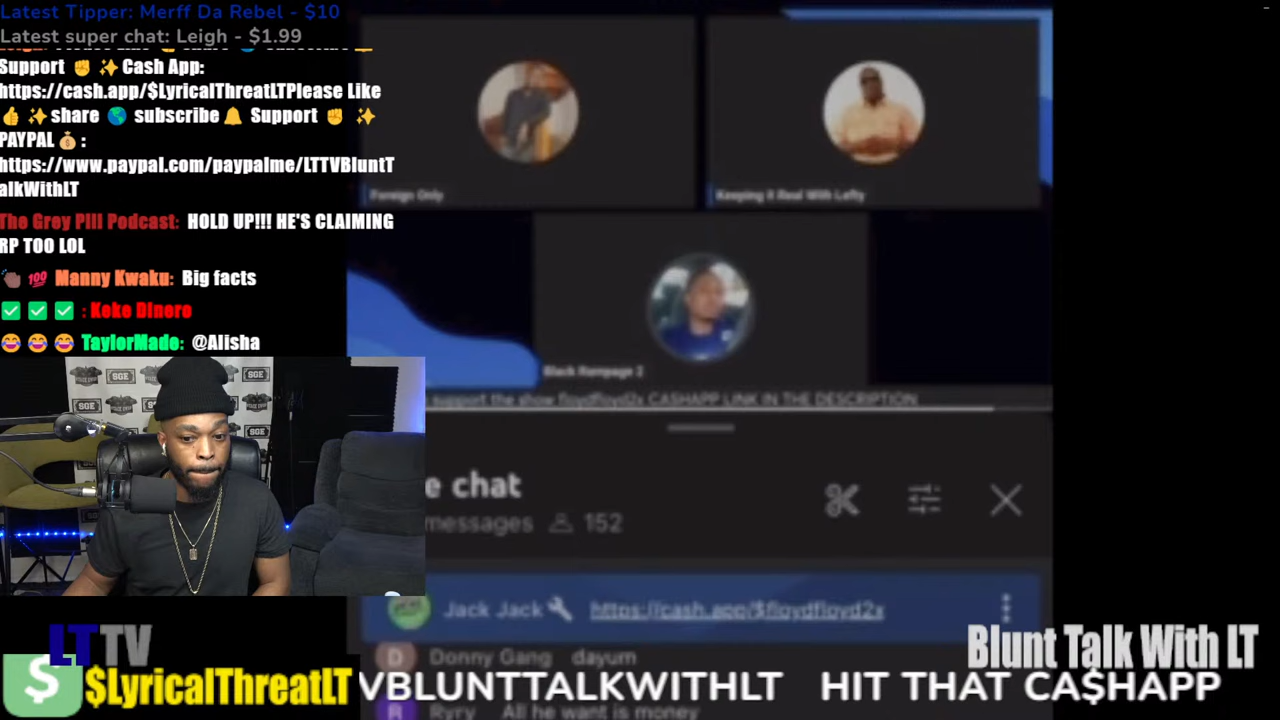 Latest Tipper: Merff Da Rebel - $10
Latest super chat: Leigh - $1.99
Support ✊ ✨ Cash App:
https://cash.app/$LyricalThreatLTPlease Like
👍 ✨ share 🌎 subscribe 🔔 Support ✊ ✨
PAYPAL 💰 :
https://www.paypal.com/paypalme/LTTVBluntT
alkWithLT
The Grey Pill Podcast: HOLD UP!!! HE'S CLAIMING
RP TOO LOL
👏🏿 💯 Manny Kwaku: Big facts
✅ ✅ ✅ : Keke Dinero
😂 😂 😂 TaylorMade: @Alisha
Foreign Only
Keeping it Real With Lefty
Black Rampage 2
support the show floydfloyd2x CASHAPP LINK IN THE DESCRIPTION
e chat
messages 152
Jack Jack https://cash.app/$floydfloyd2x
D Donny Gang dayum
R Ryry All he want is money
SGE
SGE
SGE
LTTV
$LyricalThreatLT
Blunt Talk With LT
VBLUNTTALKWITHLT HIT THAT CA$HAPP